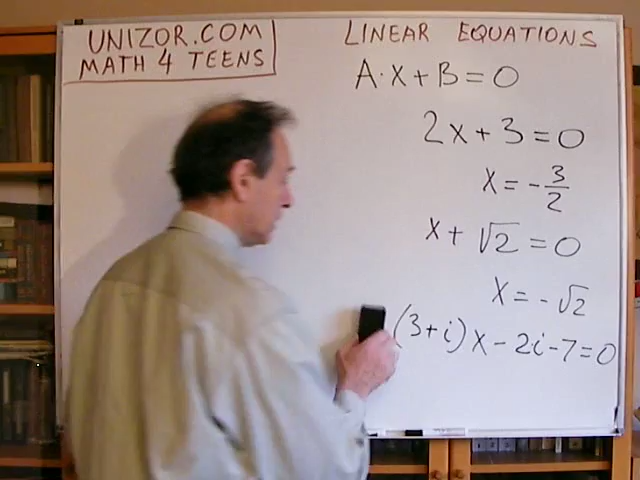 UNIZOR.COM
MATH 4 TEENS
LINEAR EQUATIONS
A·X+B=0
2x+3=0
x=-3/2
x+√2=0
x=-√2
(3+i)x-2i-7=0